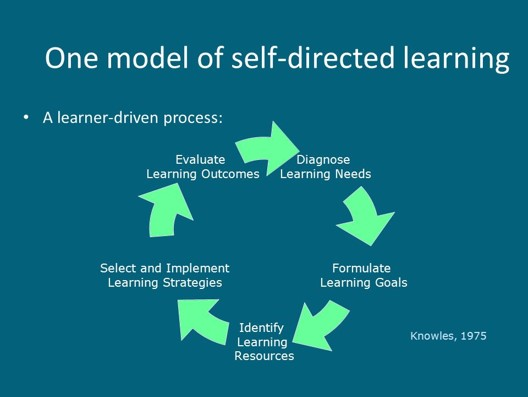 One model of self-directed learning
• A learner-driven process:
Evaluate
Learning Outcomes
Diagnose
Learning Needs
Formulate
Learning Goals
Identify
Learning
Resources
Select and Implement
Learning Strategies
Knowles, 1975